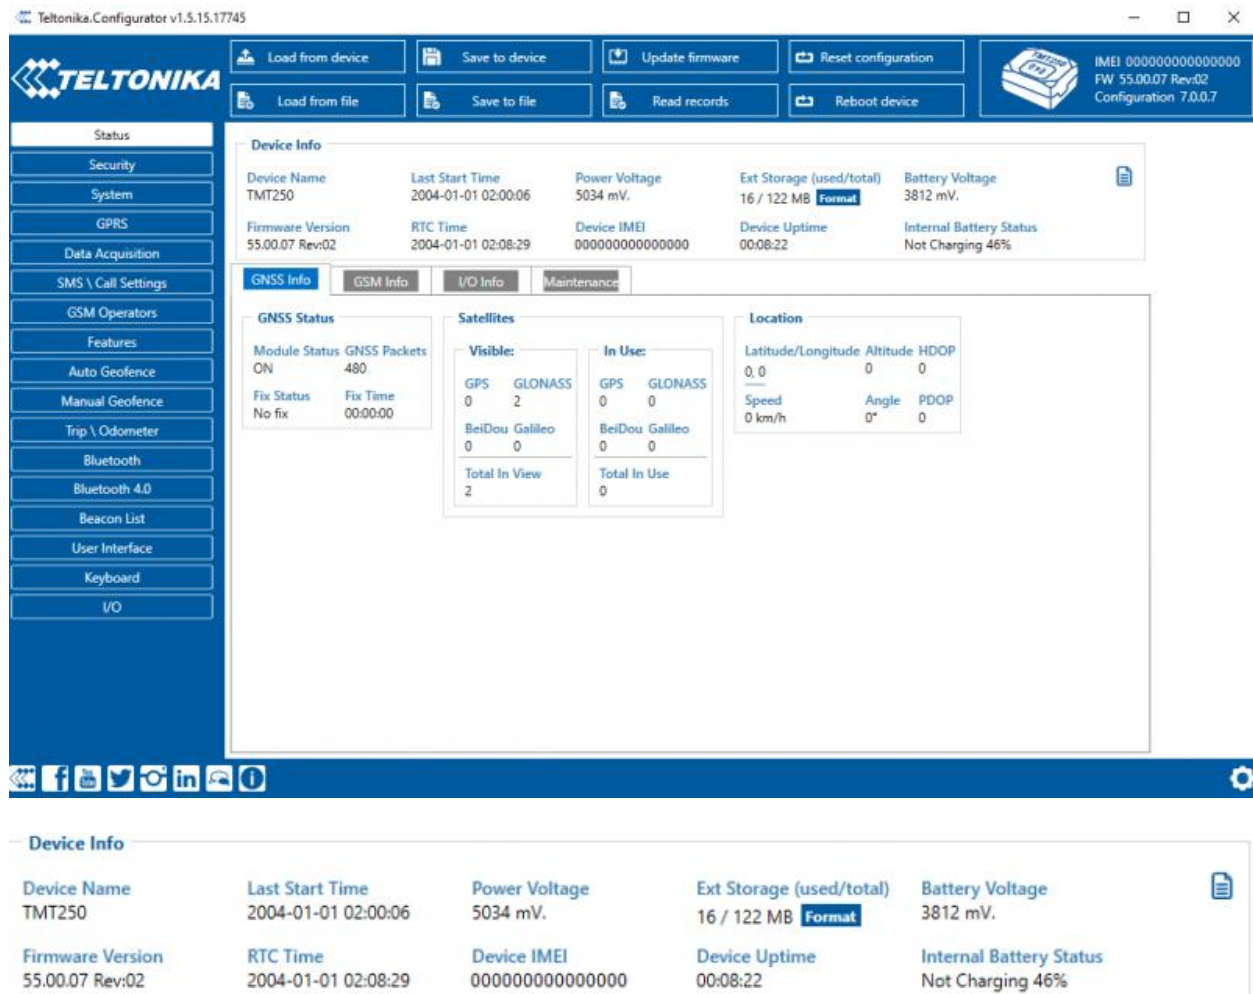 Teltonika.Configurator v1.5.15.17745
TELTONIKA
Load from device
Save to device
Update firmware
Reset configuration
Load from file
Save to file
Read records
Reboot device
TMT250
IMEI 000000000000000
FW 55.00.07 Rev:02
Configuration 7.0.0.7
Status
Security
System
GPRS
Data Acquisition
SMS \ Call Settings
GSM Operators
Features
Auto Geofence
Manual Geofence
Trip \ Odometer
Bluetooth
Bluetooth 4.0
Beacon List
User Interface
Keyboard
I/O
Device Info
Device Name Last Start Time Power Voltage Ext Storage (used/total) Battery Voltage
TMT250 2004-01-01 02:00:06 5034 mV. 16 / 122 MB Format 3812 mV.
Firmware Version RTC Time Device IMEI Device Uptime Internal Battery Status
55.00.07 Rev:02 2004-01-01 02:08:29 000000000000000 00:08:22 Not Charging 46%
GNSS Info GSM Info I/O Info Maintenance
GNSS Status
Module Status GNSS Packets
ON 480
Fix Status Fix Time
No fix 00:00:00
Satellites
Visible:
GPS GLONASS
0 2
BeiDou Galileo
0 0
Total In View
2
In Use:
GPS GLONASS
0 0
BeiDou Galileo
0 0
Total In Use
0
Location
Latitude/Longitude Altitude HDOP
0, 0 0 0
Speed Angle PDOP
0 km/h 0° 0
Device Info
Device Name Last Start Time Power Voltage Ext Storage (used/total) Battery Voltage
TMT250 2004-01-01 02:00:06 5034 mV. 16 / 122 MB Format 3812 mV.
Firmware Version RTC Time Device IMEI Device Uptime Internal Battery Status
55.00.07 Rev:02 2004-01-01 02:08:29 000000000000000 00:08:22 Not Charging 46%